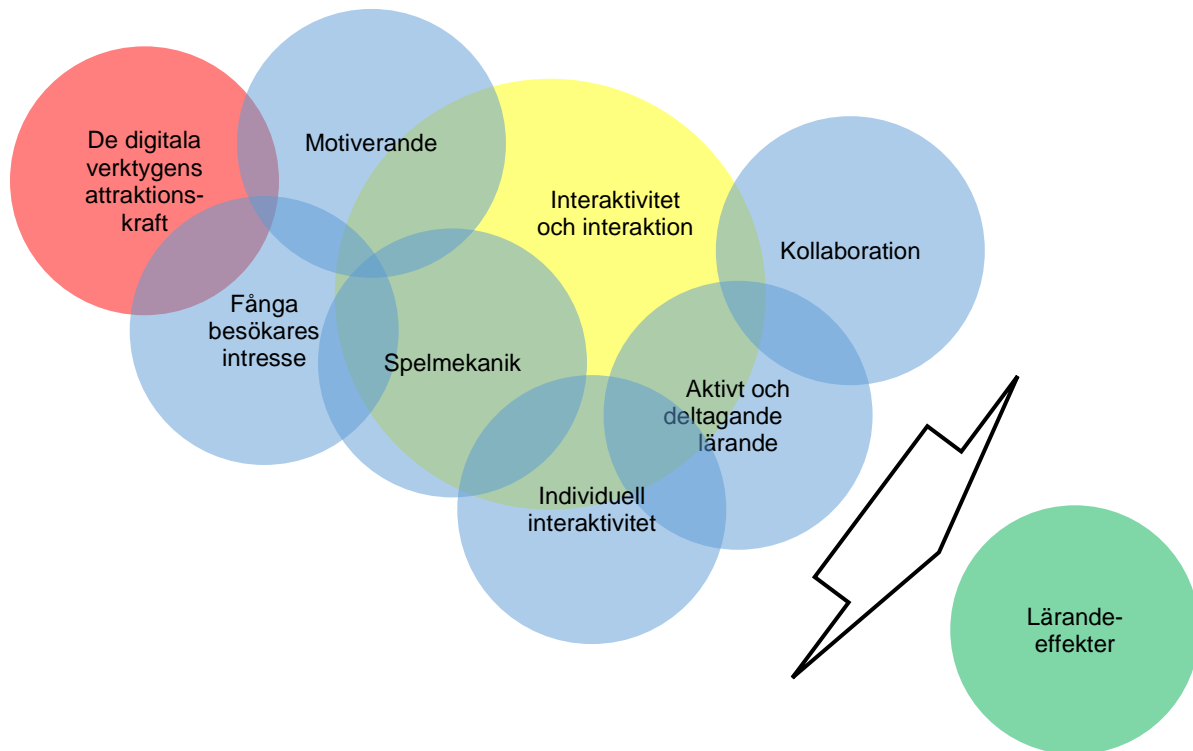 De digitala
verktygens
attraktions-
kraft
Motiverande
Interaktivitet
och interaktion
Kollaboration
Fånga
besökares
intresse
Spelmekanik
Aktivt och
deltagande
lärande
Individuell
interaktivitet
Lärande-
effekter